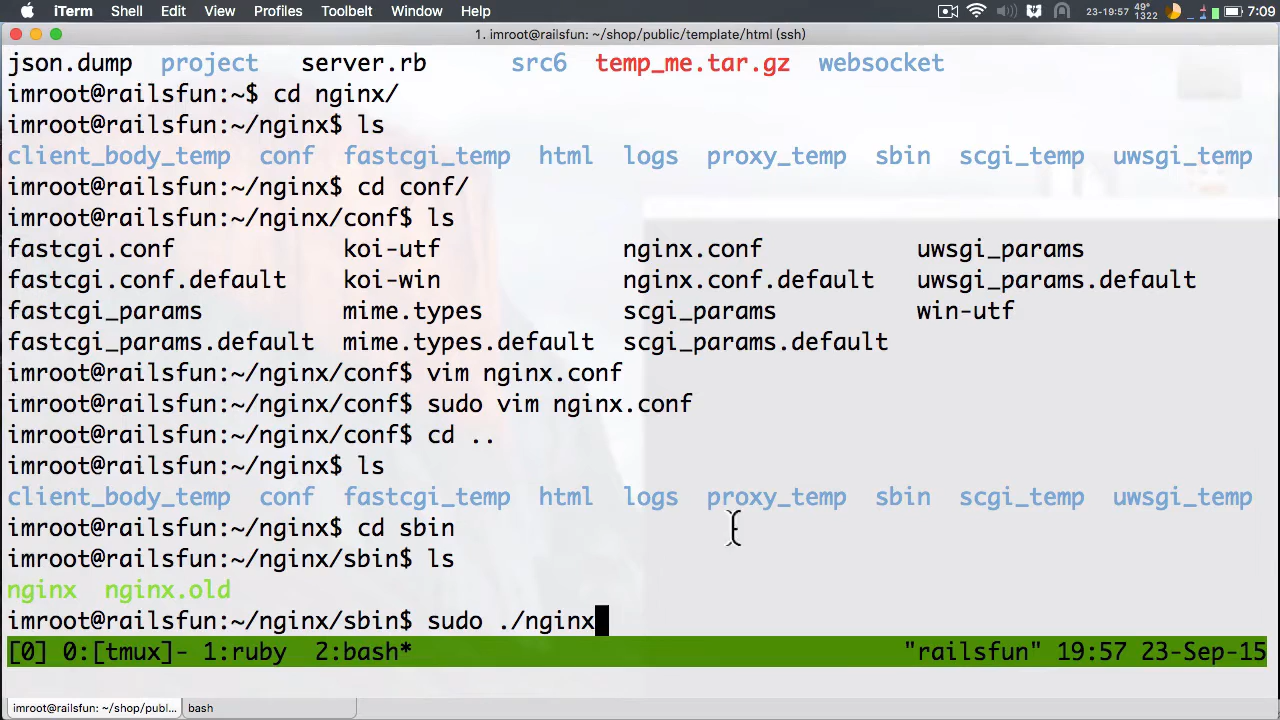 iTerm Shell Edit View Profiles Toolbelt Window Help 23-19:57 49° 1322 7:09
1. imroot@railsfun: ~/shop/public/template/html (ssh)
json.dump project server.rb src6 temp_me.tar.gz websocket
imroot@railsfun:~$ cd nginx/
imroot@railsfun:~/nginx$ ls
client_body_temp conf fastcgi_temp html logs proxy_temp sbin scgi_temp uwsgi_temp
imroot@railsfun:~/nginx$ cd conf/
imroot@railsfun:~/nginx/conf$ ls
fastcgi.conf koi-utf nginx.conf uwsgi_params
fastcgi.conf.default koi-win nginx.conf.default uwsgi_params.default
fastcgi_params mime.types scgi_params win-utf
fastcgi_params.default mime.types.default scgi_params.default
imroot@railsfun:~/nginx/conf$ vim nginx.conf
imroot@railsfun:~/nginx/conf$ sudo vim nginx.conf
imroot@railsfun:~/nginx/conf$ cd ..
imroot@railsfun:~/nginx$ ls
client_body_temp conf fastcgi_temp html logs proxy_temp sbin scgi_temp uwsgi_temp
imroot@railsfun:~/nginx$ cd sbin
imroot@railsfun:~/nginx/sbin$ ls
nginx nginx.old
imroot@railsfun:~/nginx/sbin$ sudo ./nginx
[0] 0:[tmux]- 1:ruby 2:bash* "railsfun" 19:57 23-Sep-15
imroot@railsfun: ~/shop/publ... bash